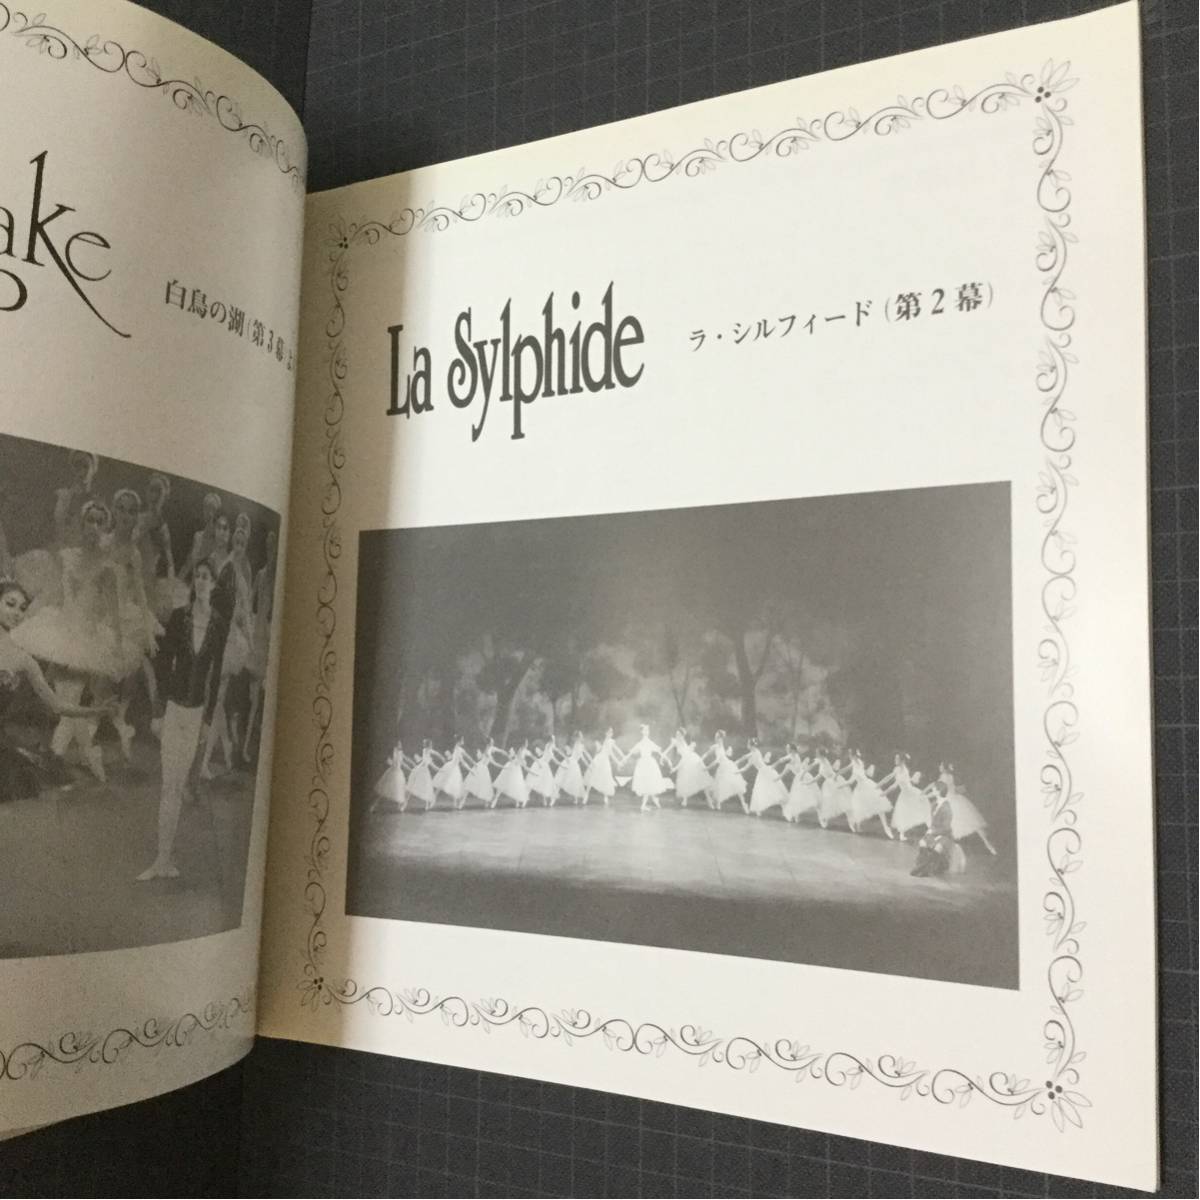 ake
白鳥の湖(第3幕よ
La Sylphide
ラ・シルフィード(第2幕)